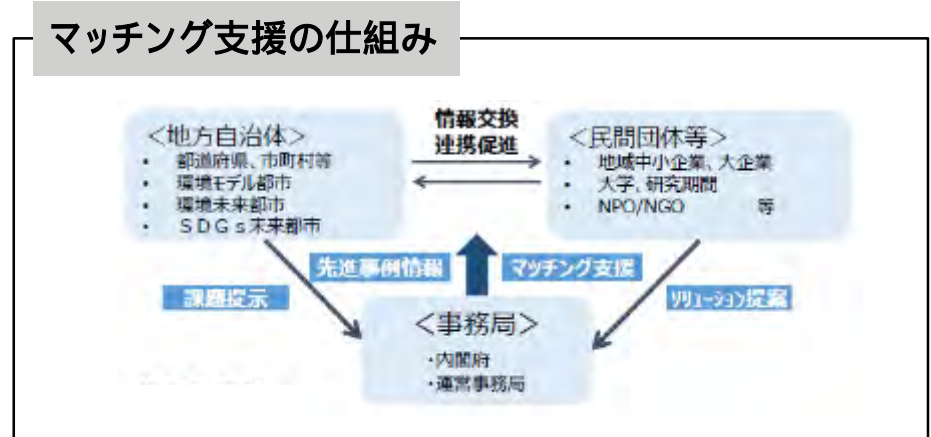 マッチング支援の仕組み
情報交換
連携促進
＜地方自治体＞
・ 都道府県、市町村等
・ 環境モデル都市
・ 環境未来都市
・ ＳＤＧｓ未来都市
＜民間団体等＞
・ 地域中小企業、大企業
・ 大学、研究期間
・ NPO/NGO 等
先進事例情報
マッチング支援
課題提示
ソリューション提案
＜事務局＞
・内閣府
・運営事務局